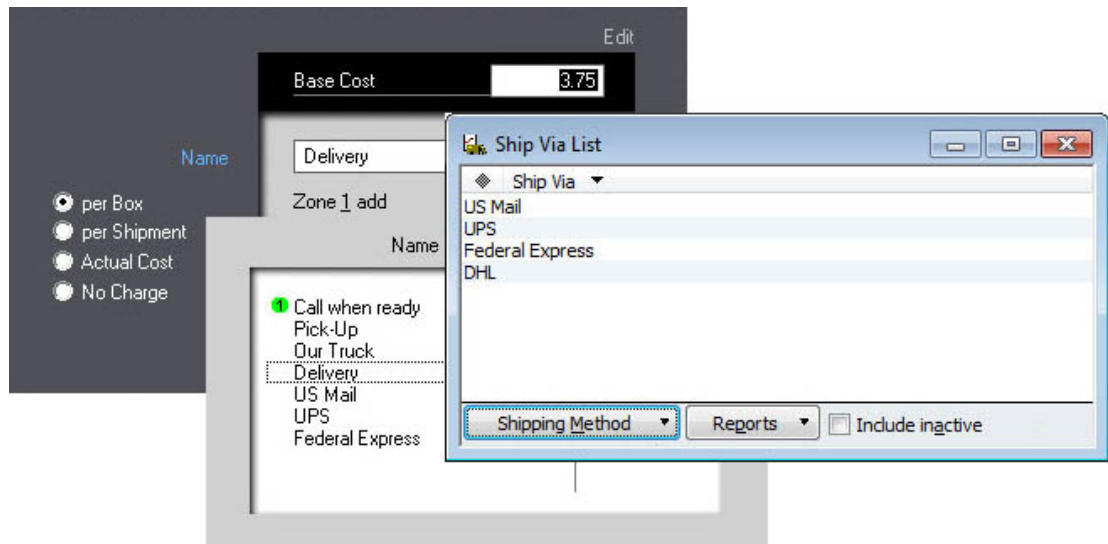 Edit
Base Cost 3.75
Name
Delivery
per Box
per Shipment
Actual Cost
No Charge
Zone 1 add
Name
Call when ready
Pick-Up
Our Truck
Delivery
US Mail
UPS
Federal Express
Ship Via List
Ship Via
US Mail
UPS
Federal Express
DHL
Shipping Method
Reports
Include inactive
1